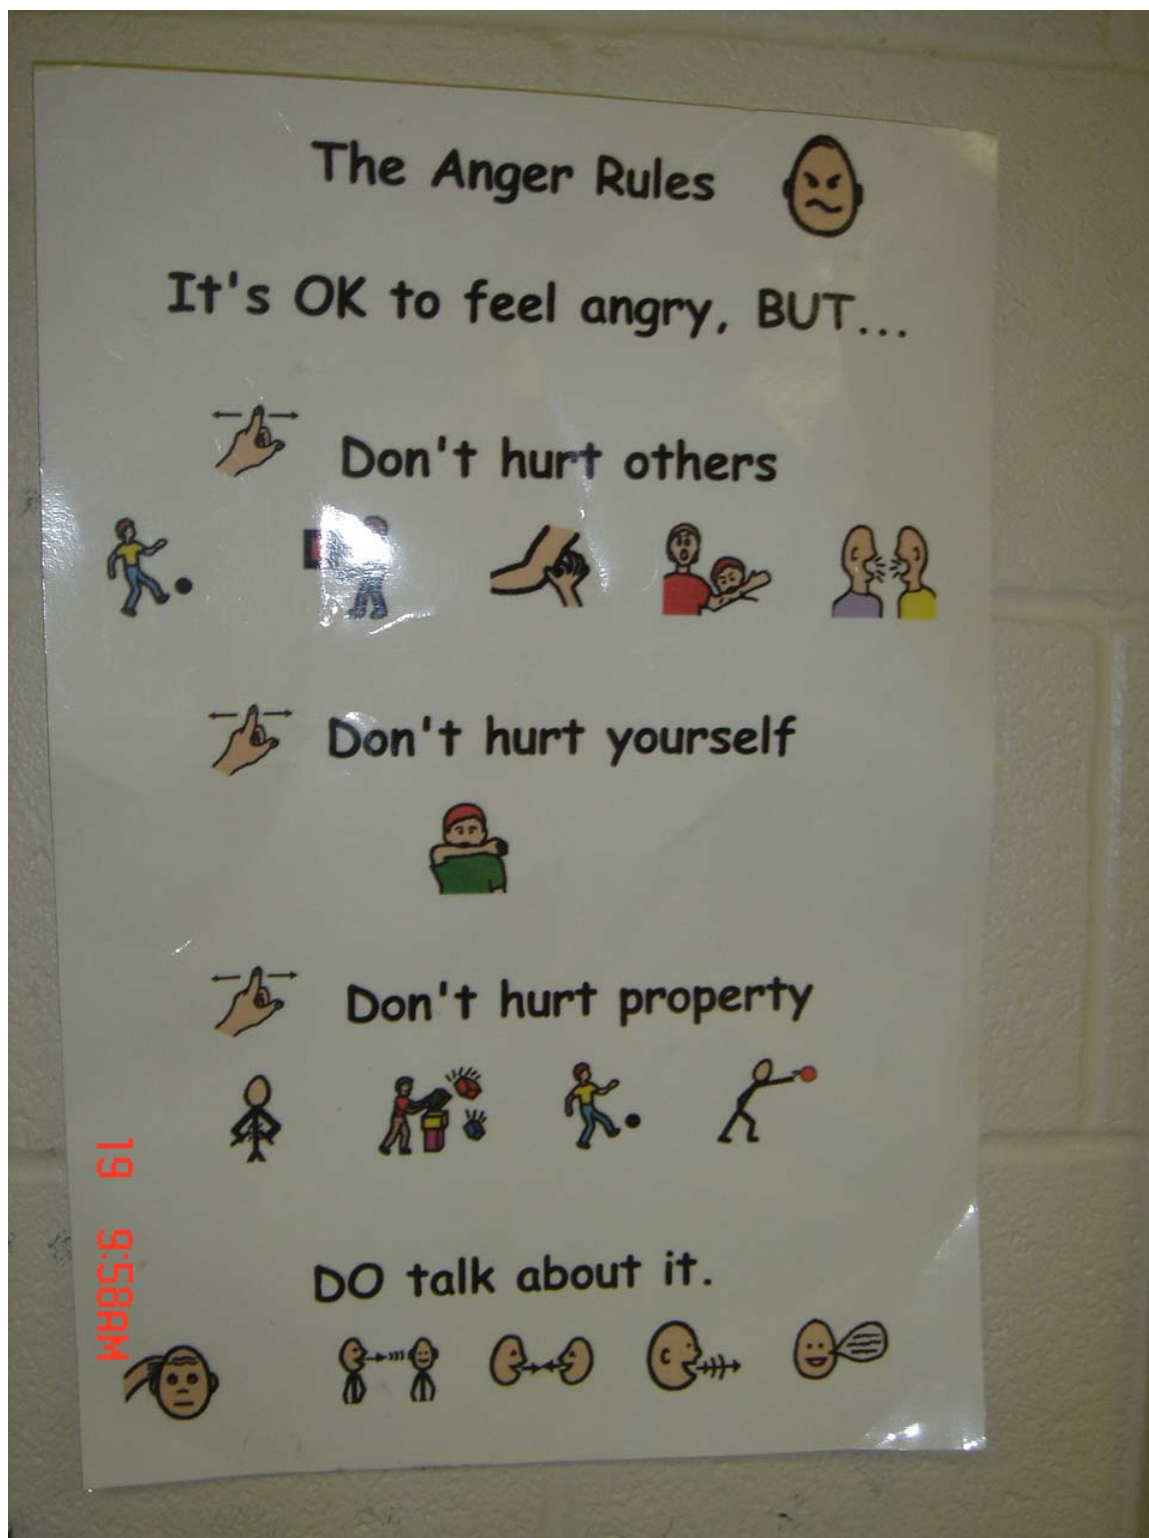 The Anger Rules
It's OK to feel angry, BUT...
Don't hurt others
Don't hurt yourself
Don't hurt property
DO talk about it.
19 9:58AM